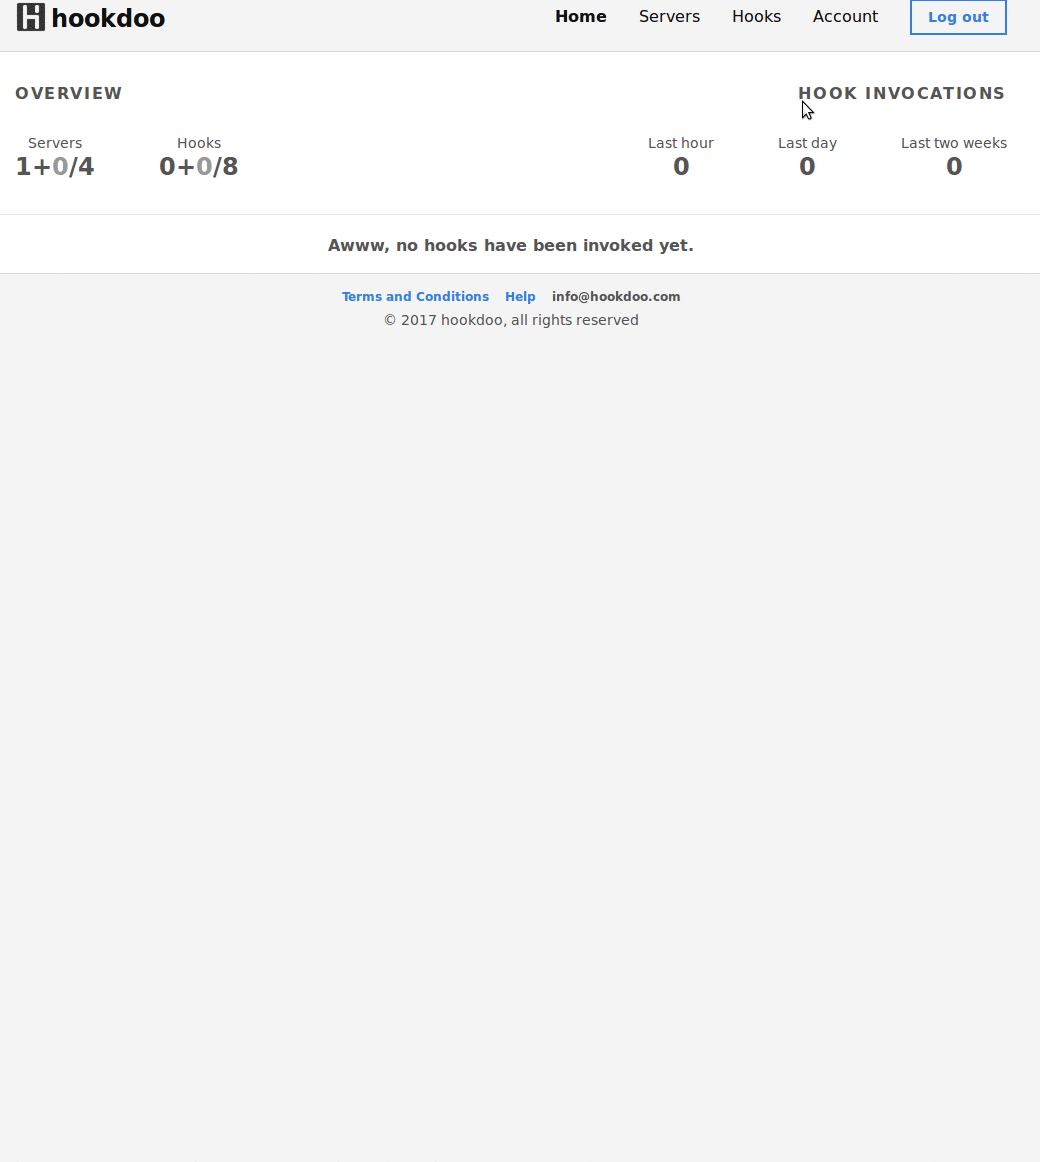 hookdoo Home Servers Hooks Account Log out
OVERVIEW HOOK INVOCATIONS
Servers Hooks Last hour Last day Last two weeks
1+0/4 0+0/8 0 0 0
Awww, no hooks have been invoked yet.
Terms and Conditions Help info@hookdoo.com
© 2017 hookdoo, all rights reserved